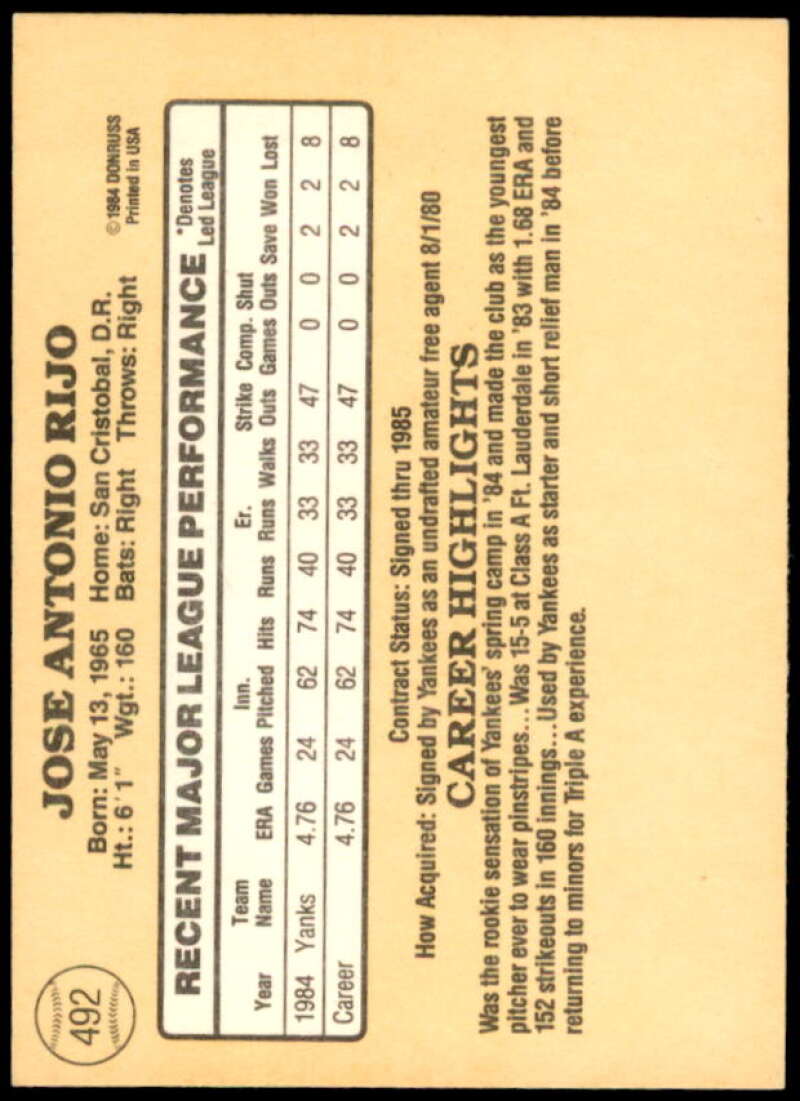 492
JOSE ANTONIO RIJO
Born: May 13, 1965 Home: San Cristobal, D.R.
Ht.: 6'1" Wgt.: 160 Bats: Right Throws: Right
©1984 DONRUSS
Printed in USA
RECENT MAJOR LEAGUE PERFORMANCE *Denotes Led League
Team Inn. Er. Strike Comp. Shut
Year Name ERA Games Pitched Hits Runs Runs Walks Outs Games Outs Save Won Lost
1984 Yanks 4.76 24 62 74 40 33 33 47 0 0 2 2 8
Career 4.76 24 62 74 40 33 33 47 0 0 2 2 8
Contract Status: Signed thru 1985
How Acquired: Signed by Yankees as an undrafted amateur free agent 8/1/80
CAREER HIGHLIGHTS
Was the rookie sensation of Yankees' spring camp in '84 and made the club as the youngest
pitcher ever to wear pinstripes...Was 15-5 at Class A Ft. Lauderdale in '83 with 1.68 ERA and
152 strikeouts in 160 innings...Used by Yankees as starter and short relief man in '84 before
returning to minors for Triple A experience.